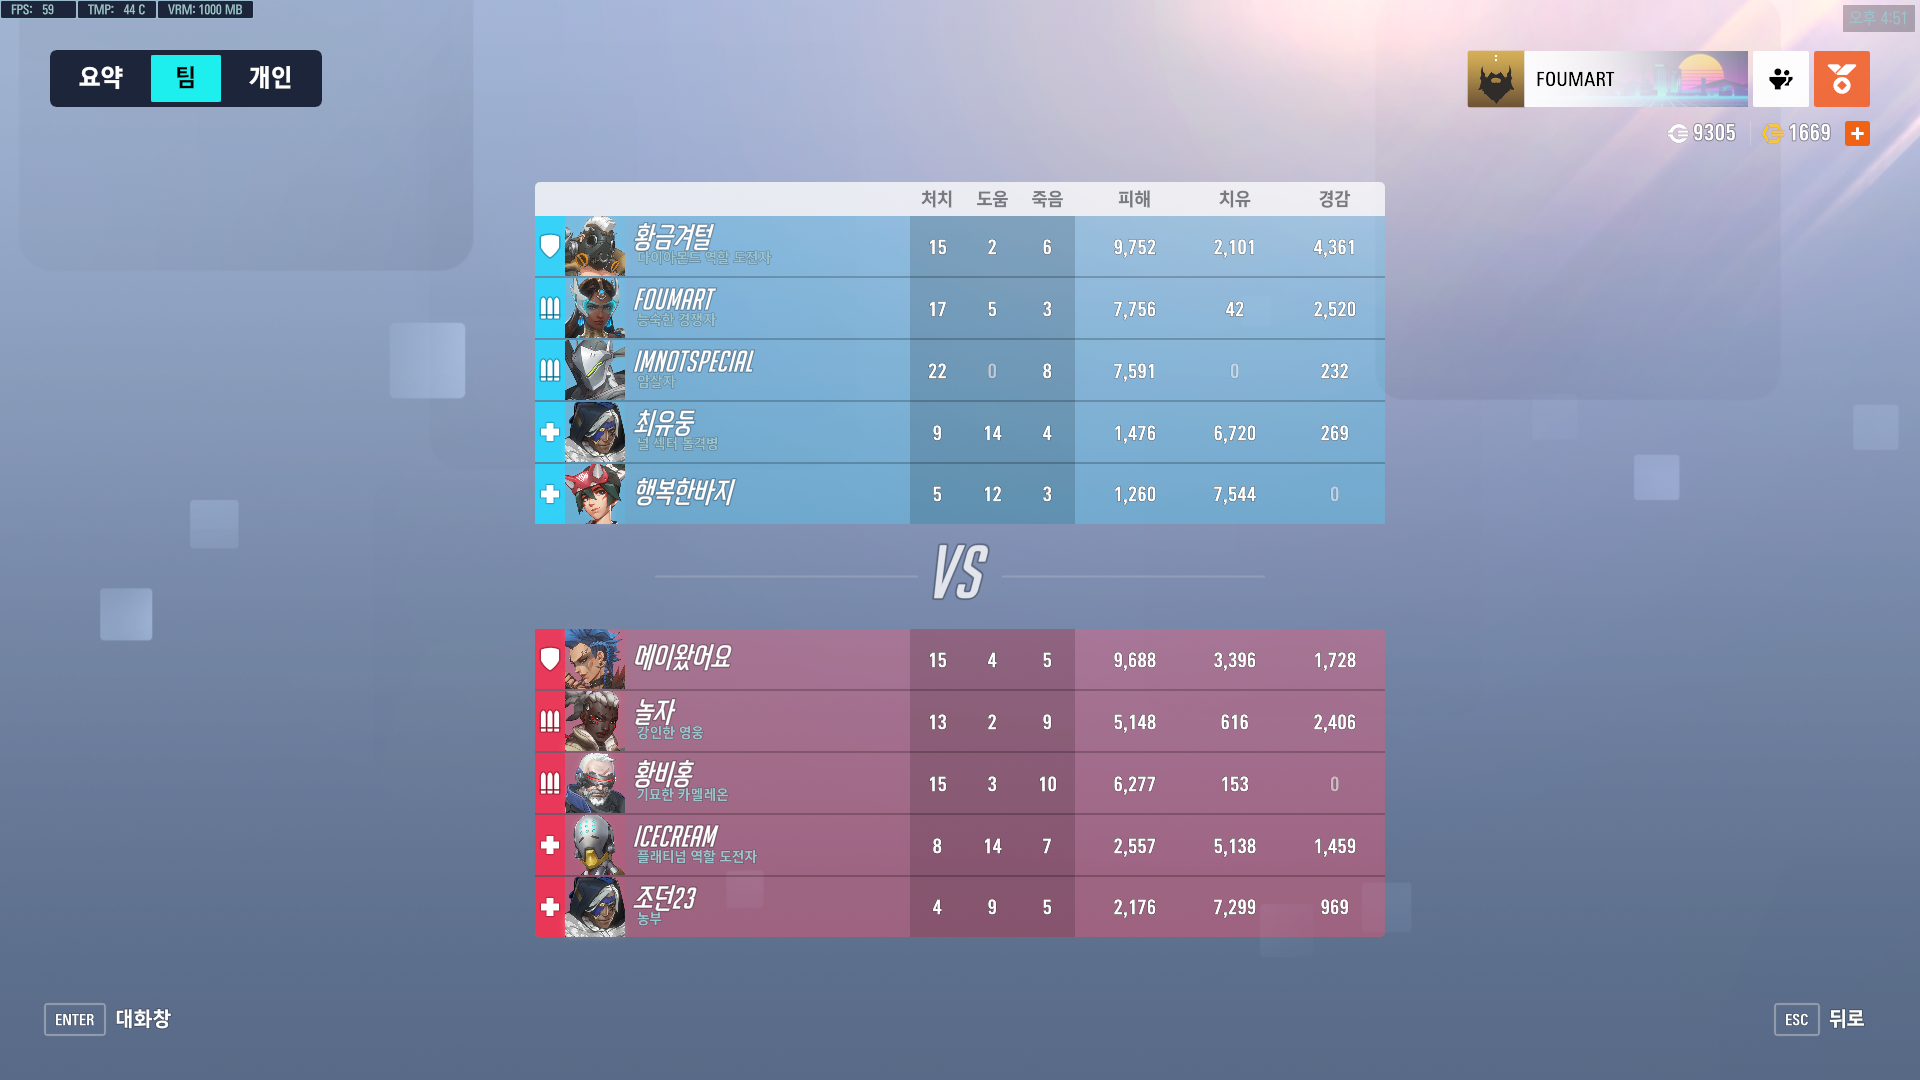 FPS: 59 TMP: 44 C VRM: 1000 MB
오후 4:51
요약 팀 개인
FOUMART
9305 1669 +
처치 도움 죽음 피해 치유 경감
황금겨털 15 2 6 9,752 2,101 4,361
다이아몬드 역할 도전자
FOUMART 17 5 3 7,756 42 2,520
능숙한 경쟁자
IMNOTSPECIAL 22 0 8 7,591 0 232
암살자
최유둥 9 14 4 1,476 6,720 269
널 섹터 돌격병
행복한바지 5 12 3 1,260 7,544 0
VS
메이왔어요 15 4 5 9,688 3,396 1,728
놀자 13 2 9 5,148 616 2,406
강인한 영웅
황비홍 15 3 10 6,277 153 0
기묘한 카멜레온
ICECREAM 8 14 7 2,557 5,138 1,459
플래티넘 역할 도전자
조던23 4 9 5 2,176 7,299 969
농부
ENTER 대화창
ESC 뒤로